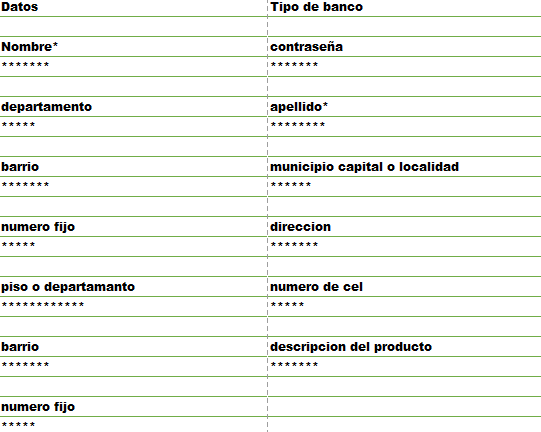 Datos Tipo de banco
Nombre* contraseña
******* *******
departamento apellido*
***** ********
barrio municipio capital o localidad
******* ******
numero fijo direccion
***** *******
piso o departamanto numero de cel
************ *****
barrio descripcion del producto
******* *******
numero fijo
*****